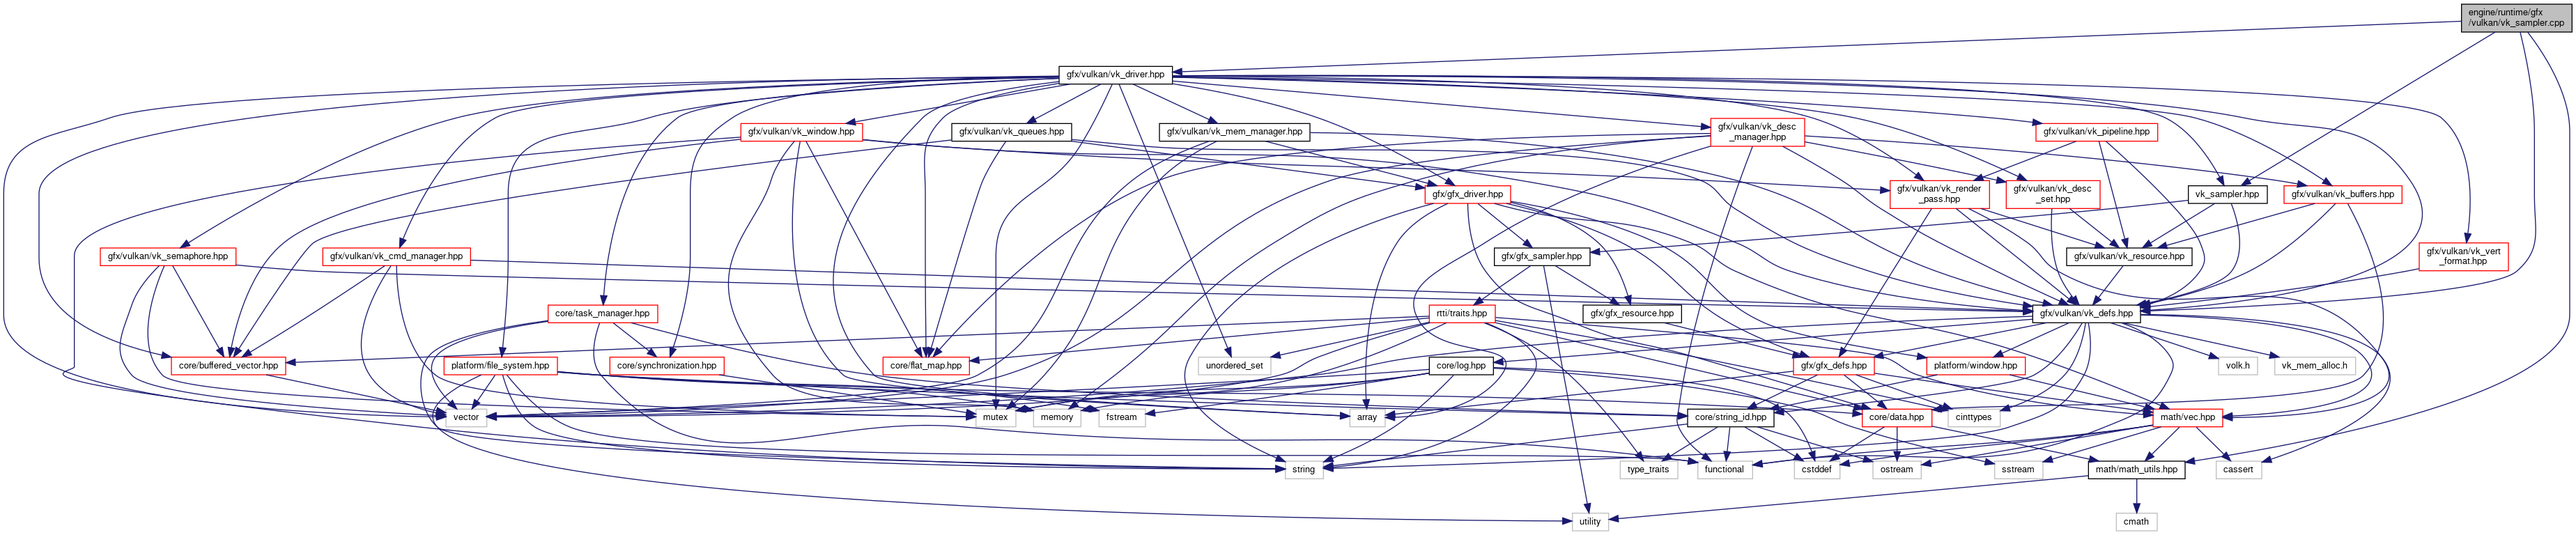 engine/runtime/gfx
/vulkan/vk_sampler.cpp
gfx/vulkan/vk_driver.hpp
gfx/vulkan/vk_window.hpp
gfx/vulkan/vk_queues.hpp
gfx/vulkan/vk_mem_manager.hpp
gfx/vulkan/vk_desc
_manager.hpp
gfx/vulkan/vk_pipeline.hpp
gfx/gfx_driver.hpp
gfx/vulkan/vk_render
_pass.hpp
gfx/vulkan/vk_desc
_set.hpp
vk_sampler.hpp
gfx/vulkan/vk_buffers.hpp
gfx/vulkan/vk_semaphore.hpp
gfx/vulkan/vk_cmd_manager.hpp
gfx/gfx_sampler.hpp
gfx/vulkan/vk_resource.hpp
gfx/vulkan/vk_vert
_format.hpp
core/task_manager.hpp
rtti/traits.hpp
gfx/gfx_resource.hpp
gfx/vulkan/vk_defs.hpp
core/buffered_vector.hpp
platform/file_system.hpp
core/synchronization.hpp
core/flat_map.hpp
unordered_set
core/log.hpp
gfx/gfx_defs.hpp
platform/window.hpp
volk.h
vk_mem_alloc.h
vector
mutex
memory
fstream
array
core/string_id.hpp
core/data.hpp
cinttypes
math/vec.hpp
string
type_traits
functional
cstddef
ostream
sstream
math/math_utils.hpp
cassert
utility
cmath